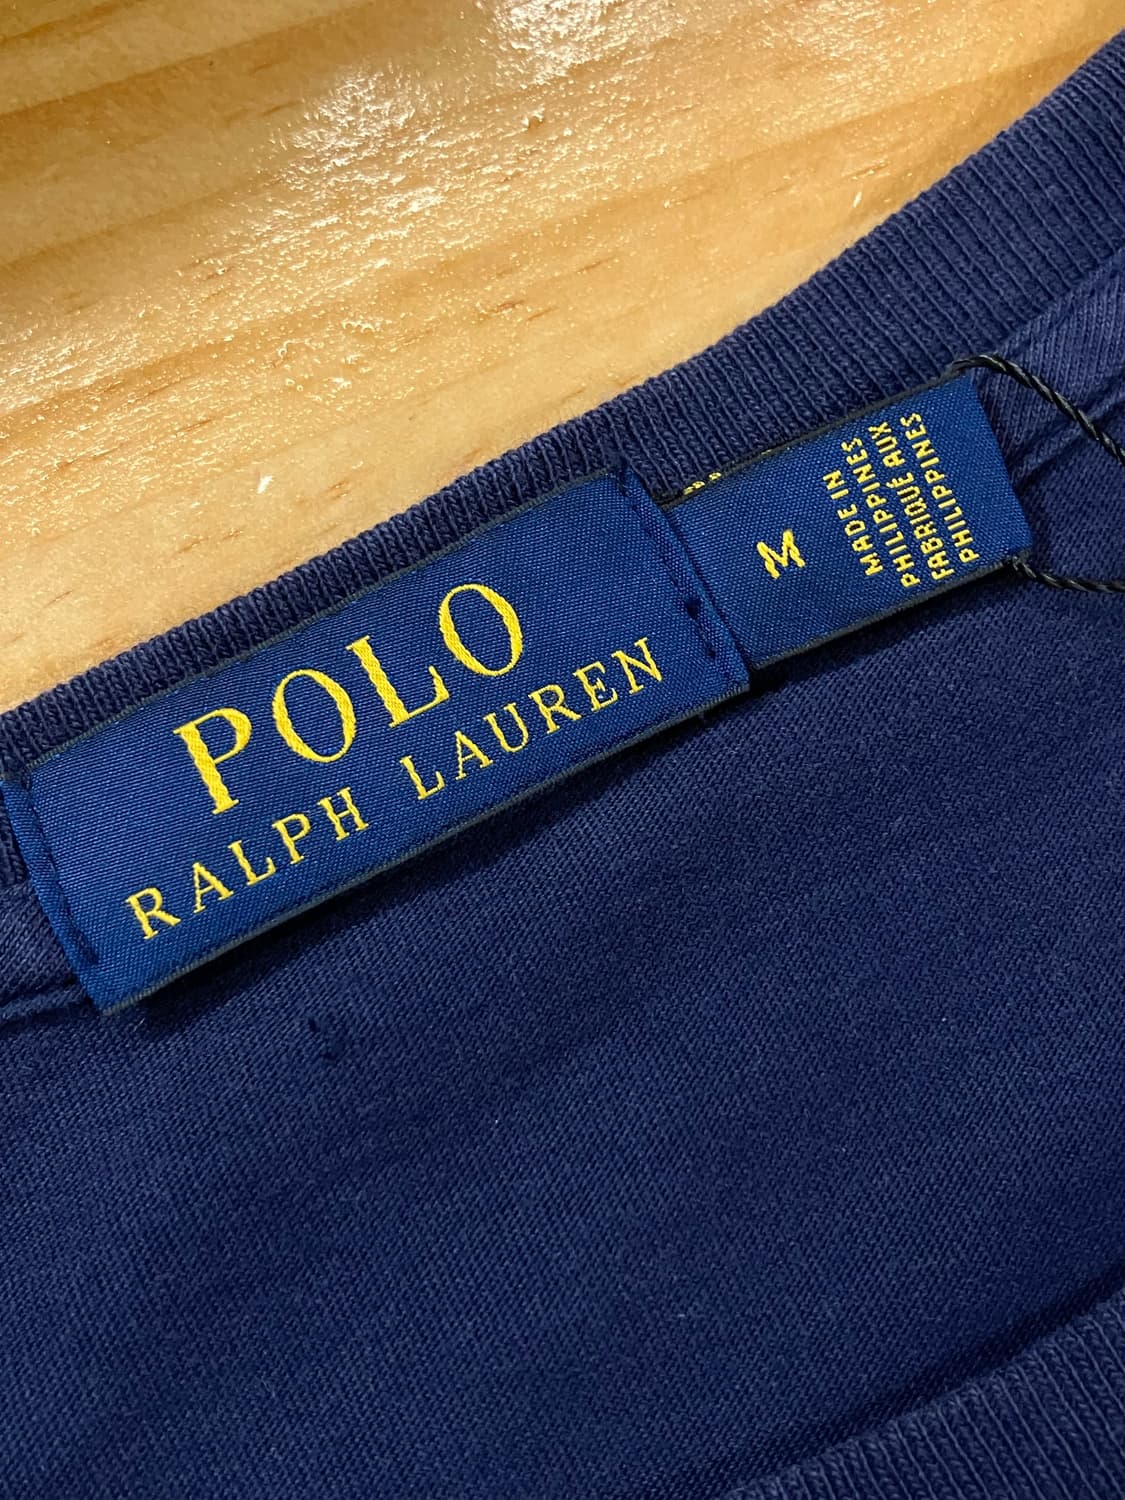 POLO
RALPH LAUREN
M
MADE IN
PHILIPPINES
FABRIQUÉ AUX
PHILIPPINES